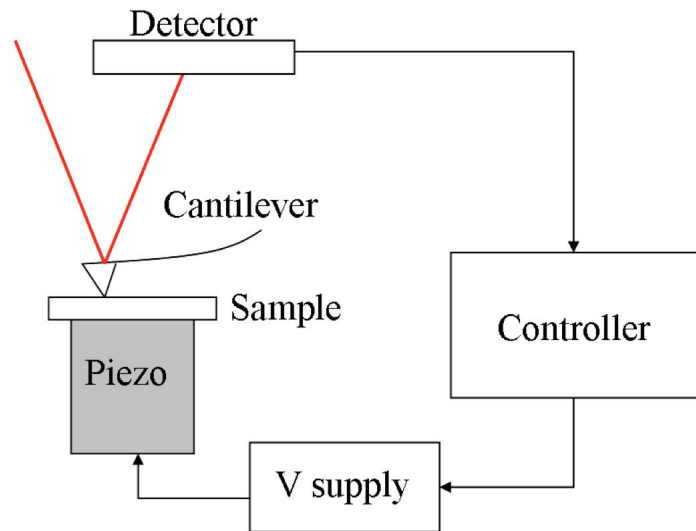 Detector
Cantilever
Sample
Controller
Piezo
V supply